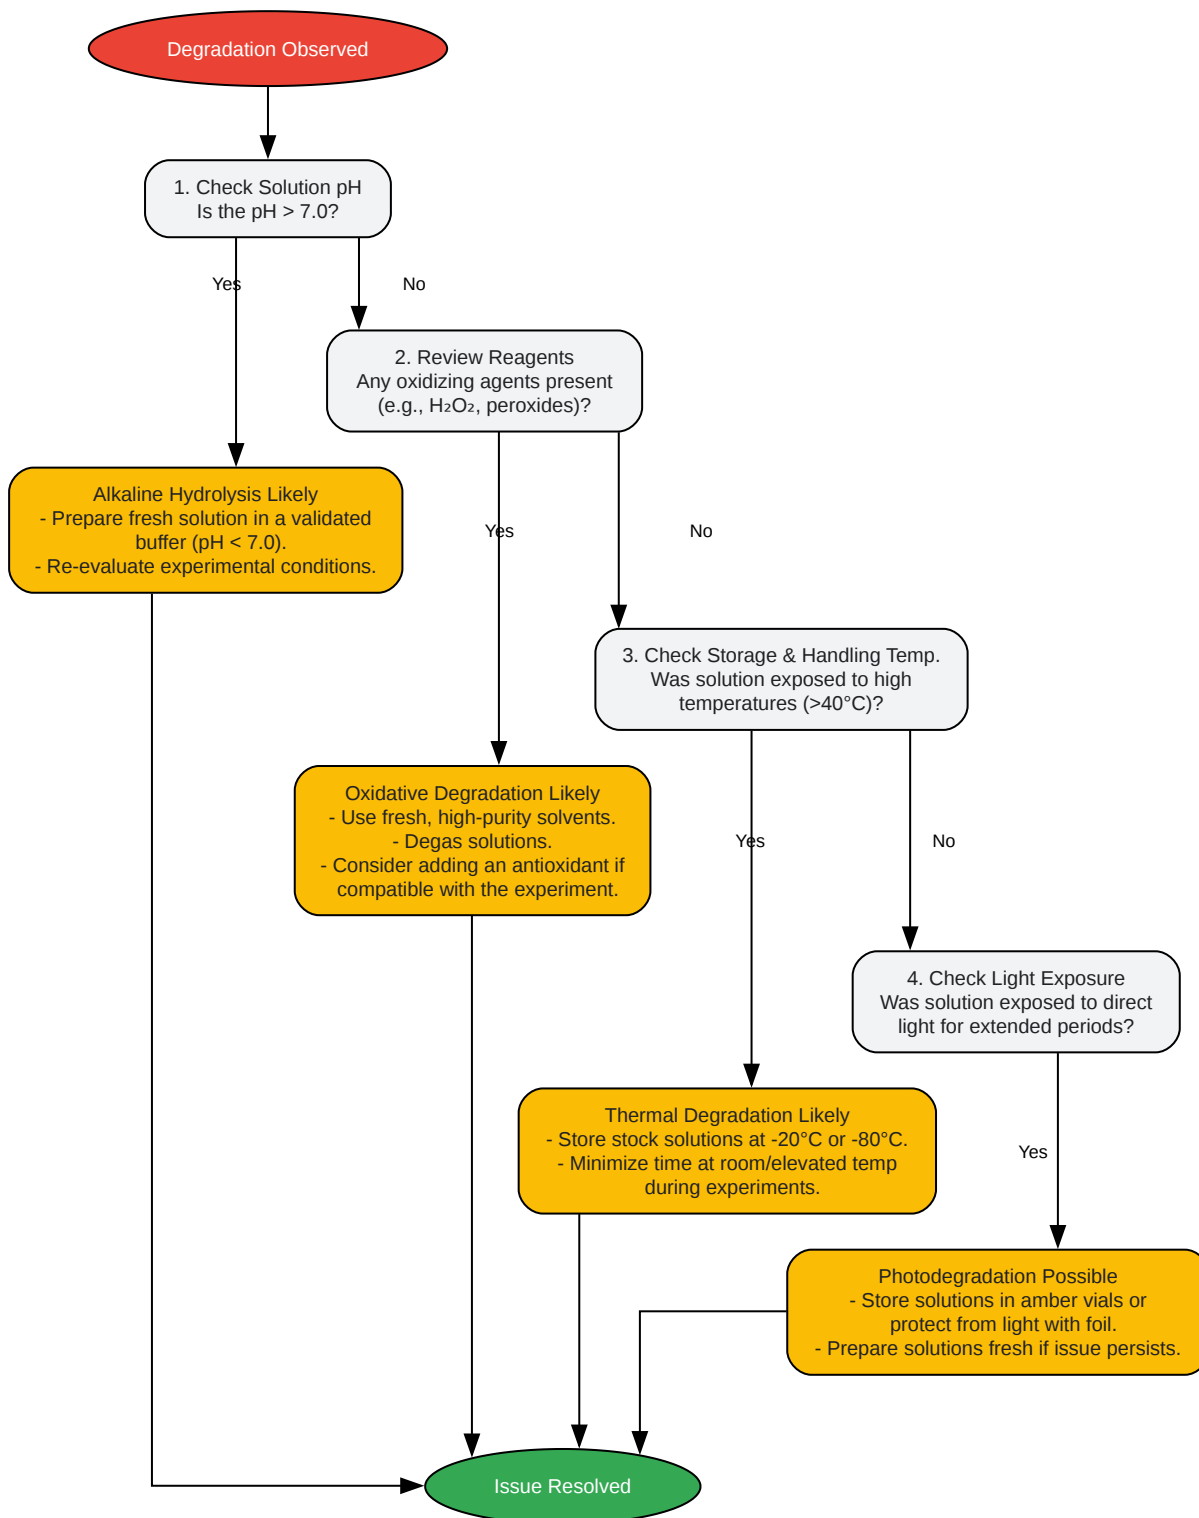 Degradation Observed
1. Check Solution pH
Is the pH > 7.0?
Yes
No
2. Review Reagents
Any oxidizing agents present
(e.g., H₂O₂, peroxides)?
Alkaline Hydrolysis Likely
- Prepare fresh solution in a validated
buffer (pH < 7.0).
- Re-evaluate experimental conditions.
Yes
No
3. Check Storage & Handling Temp.
Was solution exposed to high
temperatures (>40°C)?
Oxidative Degradation Likely
- Use fresh, high-purity solvents.
- Degas solutions.
- Consider adding an antioxidant if
compatible with the experiment.
Yes
No
4. Check Light Exposure
Was solution exposed to direct
light for extended periods?
Thermal Degradation Likely
- Store stock solutions at -20°C or -80°C.
- Minimize time at room/elevated temp
during experiments.
Yes
Photodegradation Possible
- Store solutions in amber vials or
protect from light with foil.
- Prepare solutions fresh if issue persists.
Issue Resolved